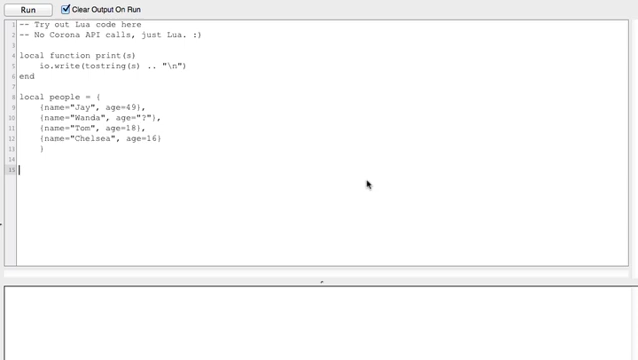 Run
Clear Output On Run
1 -- Try out Lua code here
2 -- No Corona API calls, just Lua. :)
3
4 local function print(s)
5     io.write(tostring(s) .. "\n")
6 end
7
8 local people = {
9     {name="Jay", age=49},
10     {name="Wanda", age="?"},
11     {name="Tom", age=18},
12     {name="Chelsea", age=16}
13     }
14
15